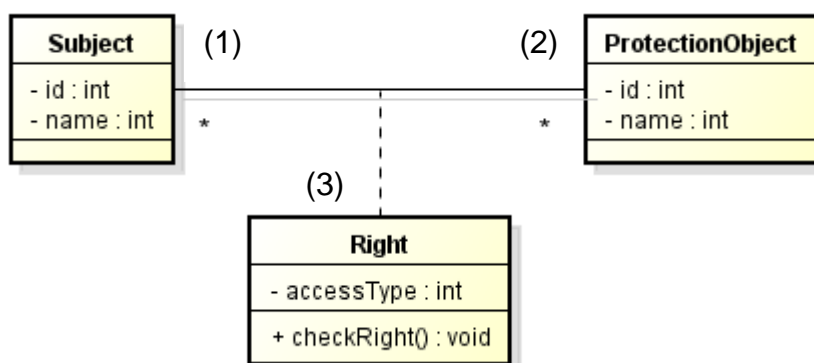 Subject
- id : int
- name : int
(1)
(2)
*
*
ProtectionObject
- id : int
- name : int
(3)
Right
- accessType : int
+ checkRight() : void